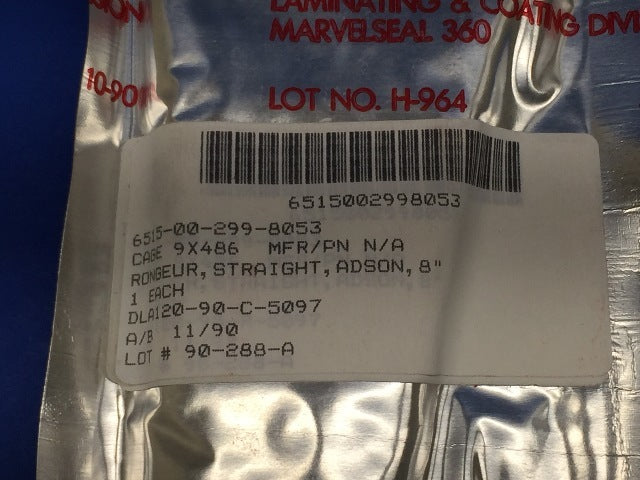 LAMINATING & COATING
MARVELSEAL 360
LOT NO. H-964
6515002998053
6515-00-299-8053
CAGE 9X486 MFR/PN N/A
RONGEUR,STRAIGHT,ADSON,8"
1 EACH
DLA120-90-C-5097
A/B 11/90
LOT # 90-288-A